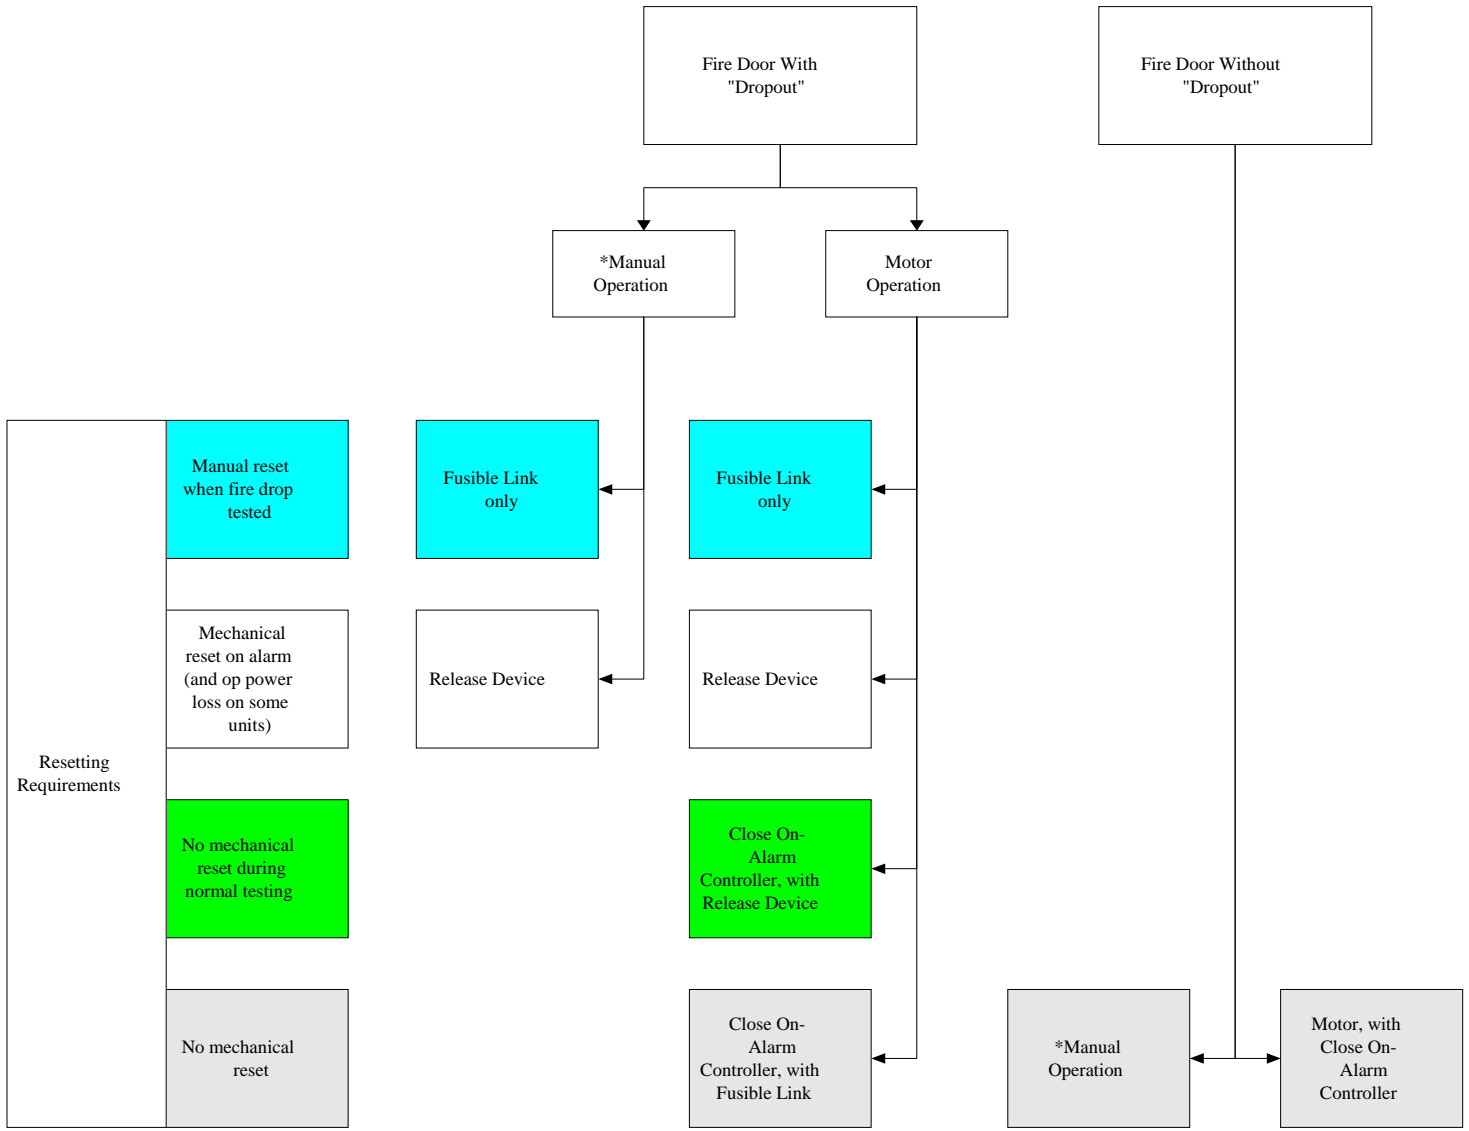 Fire Door With
"Dropout"
Fire Door Without
"Dropout"
*Manual
Operation
Motor
Operation
Resetting
Requirements
Manual reset
when fire drop
tested
Fusible Link
only
Fusible Link
only
Mechanical
reset on alarm
(and op power
loss on some
units)
Release Device
Release Device
No mechanical
reset during
normal testing
Close On-
Alarm
Controller, with
Release Device
No mechanical
reset
Close On-
Alarm
Controller, with
Fusible Link
*Manual
Operation
Motor, with
Close On-
Alarm
Controller